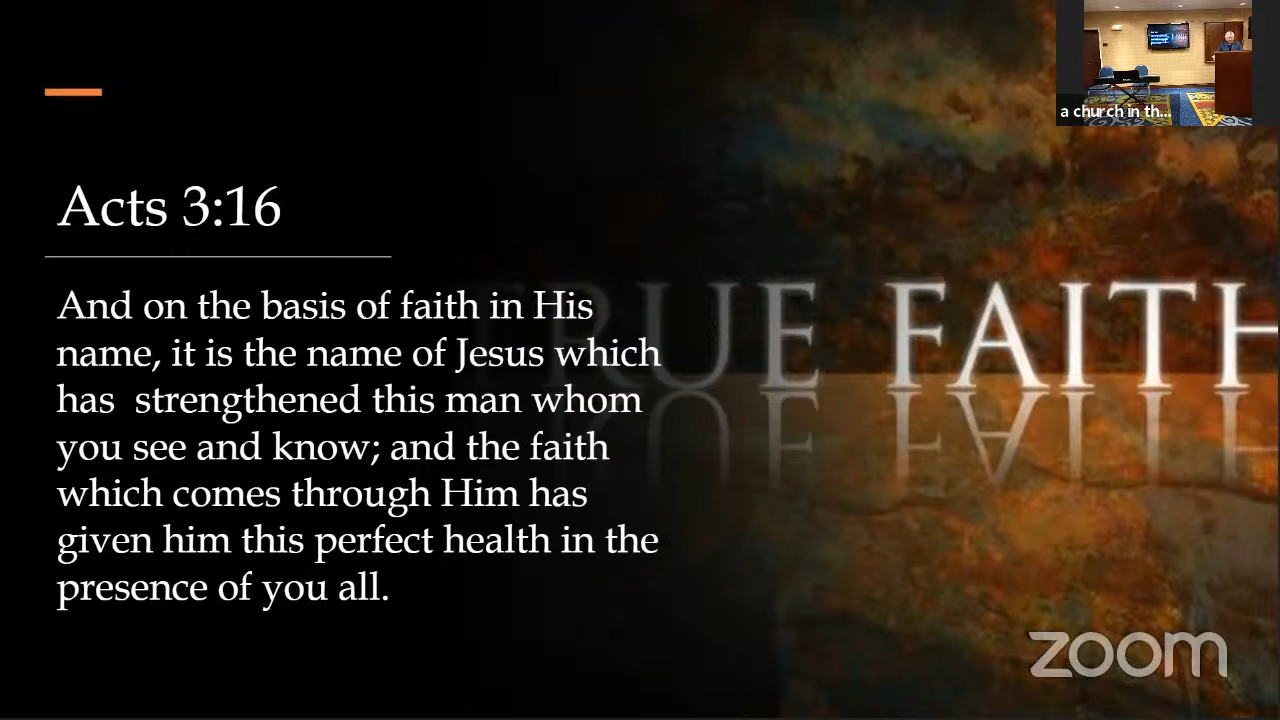 a church in th...
Acts 3:16
And on the basis of faith in His
name, it is the name of Jesus which
has  strengthened this man whom
you see and know; and the faith
which comes through Him has
given him this perfect health in the
presence of you all.
TRUE FAITH
zoom